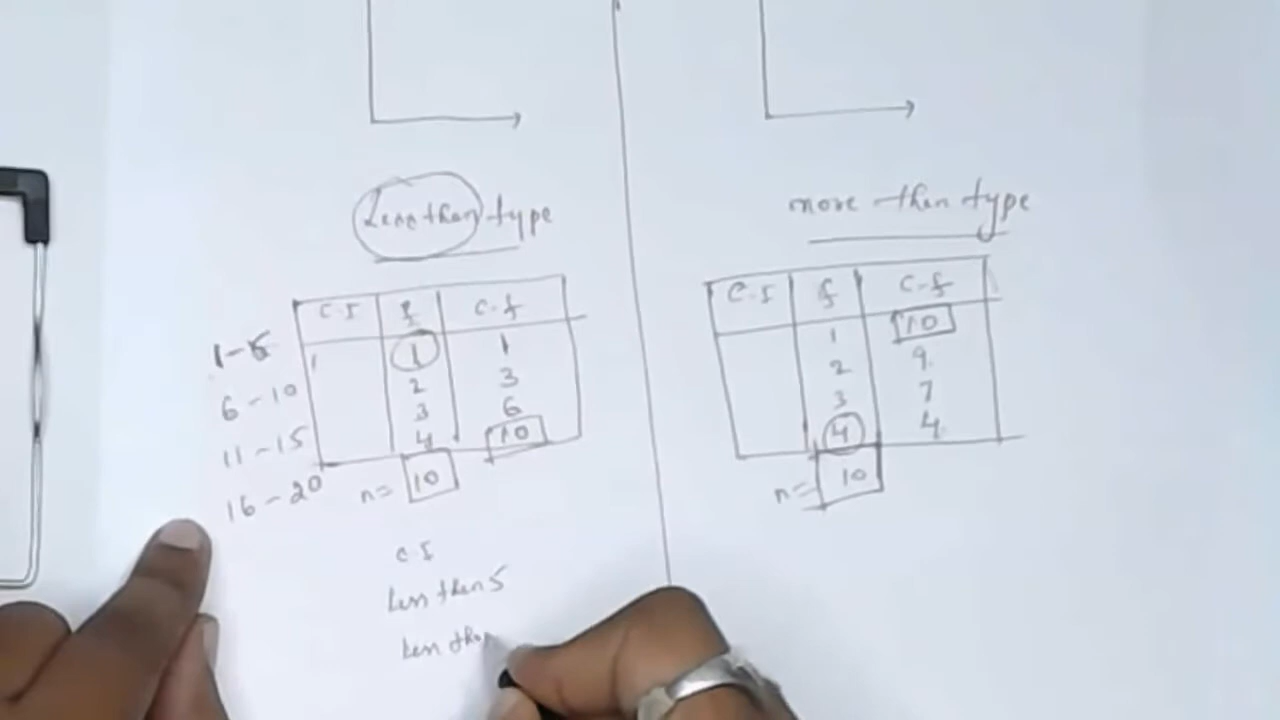 Less than type
C.I f C.f
1-5 1 1
6-10 2 3
11-15 3 6
16-20 4 10
n= 10
C.I
Less than 5
Less than
more than type
C.I f C.f
1 10
2 9
3 7
4 4
n= 10